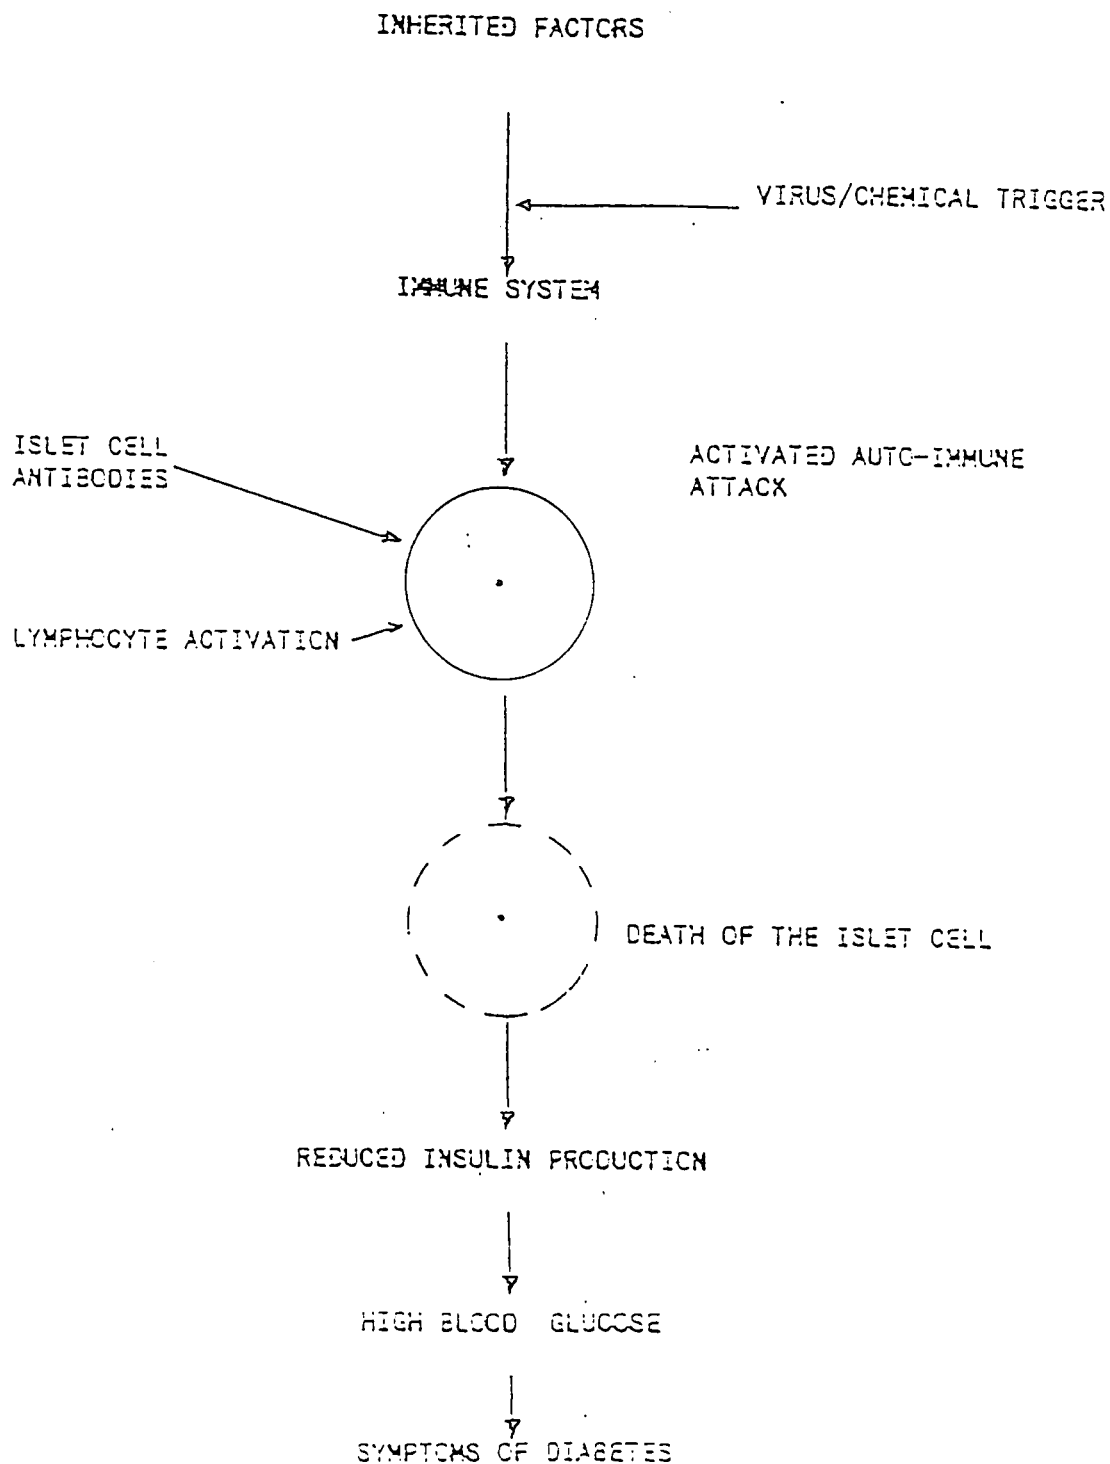 INHERITED FACTORS
VIRUS/CHEMICAL TRIGGER
IMMUNE SYSTEM
ISLET CELL
ANTIBODIES
ACTIVATED AUTO-IMMUNE
ATTACK
LYMPHOCYTE ACTIVATION
DEATH OF THE ISLET CELL
REDUCED INSULIN PRODUCTION
HIGH BLOOD GLUCOSE
SYMPTOMS OF DIABETES